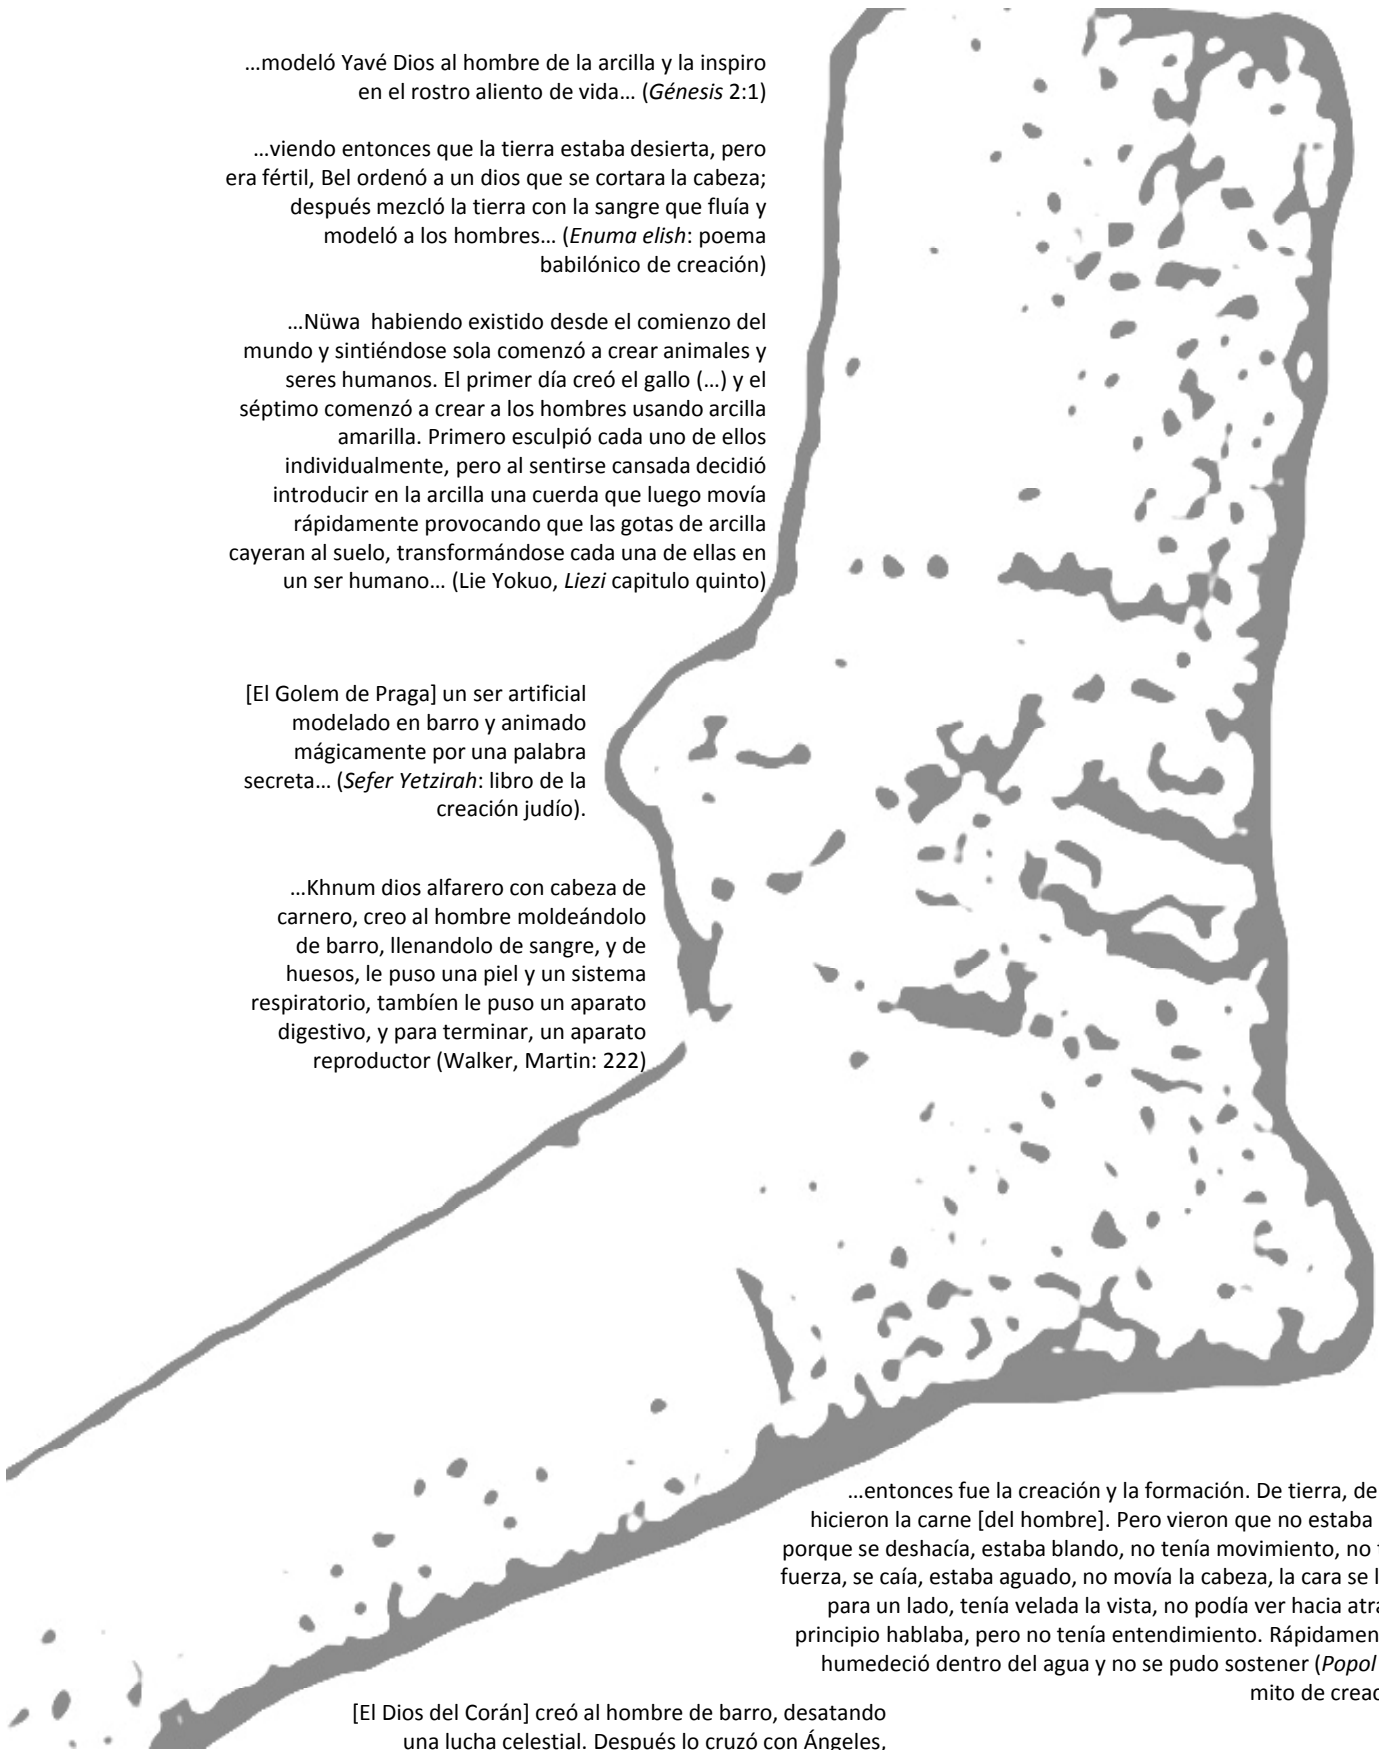 …modeló Yavé Dios al hombre de la arcilla y la inspiro
en el rostro aliento de vida… (Génesis 2:1)
…viendo entonces que la tierra estaba desierta, pero
era fértil, Bel ordenó a un dios que se cortara la cabeza;
después mezcló la tierra con la sangre que fluía y
modeló a los hombres… (Enuma elish: poema
babilónico de creación)
…Nüwa habiendo existido desde el comienzo del
mundo y sintiéndose sola comenzó a crear animales y
seres humanos. El primer día creó el gallo (…) y el
séptimo comenzó a crear a los hombres usando arcilla
amarilla. Primero esculpió cada uno de ellos
individualmente, pero al sentirse cansada decidió
introducir en la arcilla una cuerda que luego movía
rápidamente provocando que las gotas de arcilla
cayeran al suelo, transformándose cada una de ellas en
un ser humano… (Lie Yokuo, Liezi capitulo quinto)
[El Golem de Praga] un ser artificial
modelado en barro y animado
mágicamente por una palabra
secreta… (Sefer Yetzirah: libro de la
creación judío).
…Khnum dios alfarero con cabeza de
carnero, creo al hombre moldeándolo
de barro, llenandolo de sangre, y de
huesos, le puso una piel y un sistema
respiratorio, tambíen le puso un aparato
digestivo, y para terminar, un aparato
reproductor (Walker, Martin: 222)
…entonces fue la creación y la formación. De tierra, de
hicieron la carne [del hombre]. Pero vieron que no estaba
porque se deshacía, estaba blando, no tenía movimiento, no
fuerza, se caía, estaba aguado, no movía la cabeza, la cara se
para un lado, tenía velada la vista, no podía ver hacia
principio hablaba, pero no tenía entendimiento.
humedeció dentro del agua y no se pudo sostener (Popol
mito de
[El Dios del Corán] creó al hombre de barro, desatando
una lucha celestial. Después lo cruzó con Ángeles,